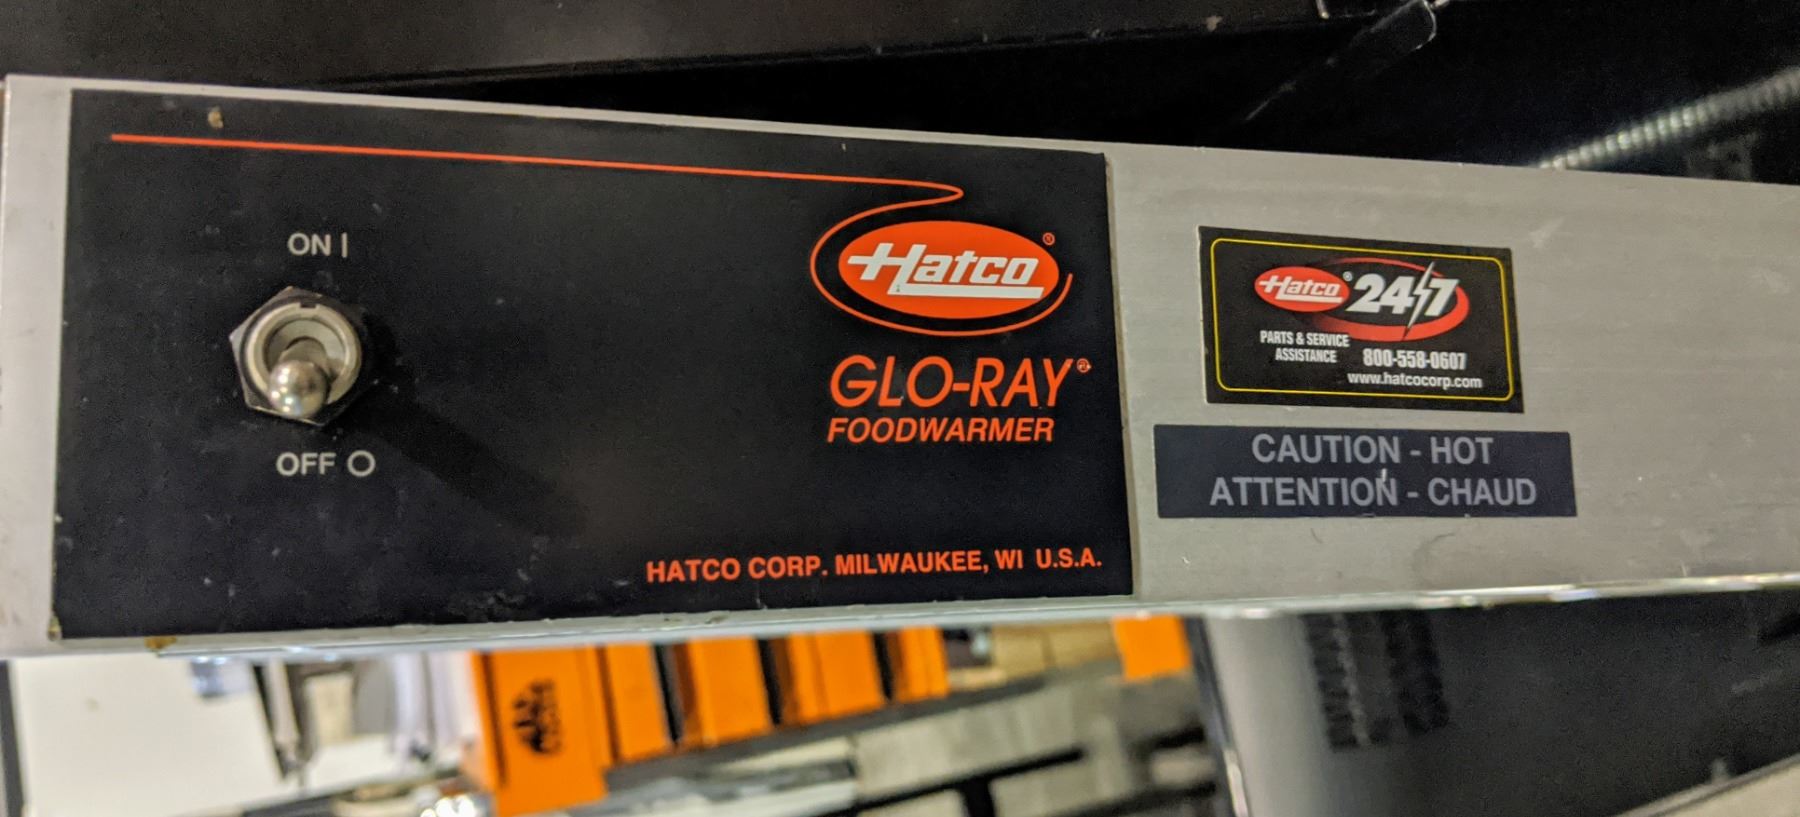 ON |
OFF O
Hatco®
GLO-RAY®
FOODWARMER
HATCO CORP. MILWAUKEE, WI U.S.A.
Hatco® 24/7
PARTS & SERVICE
ASSISTANCE 800-558-0607
www.hatcocorp.com
CAUTION - HOT
ATTENTION - CHAUD